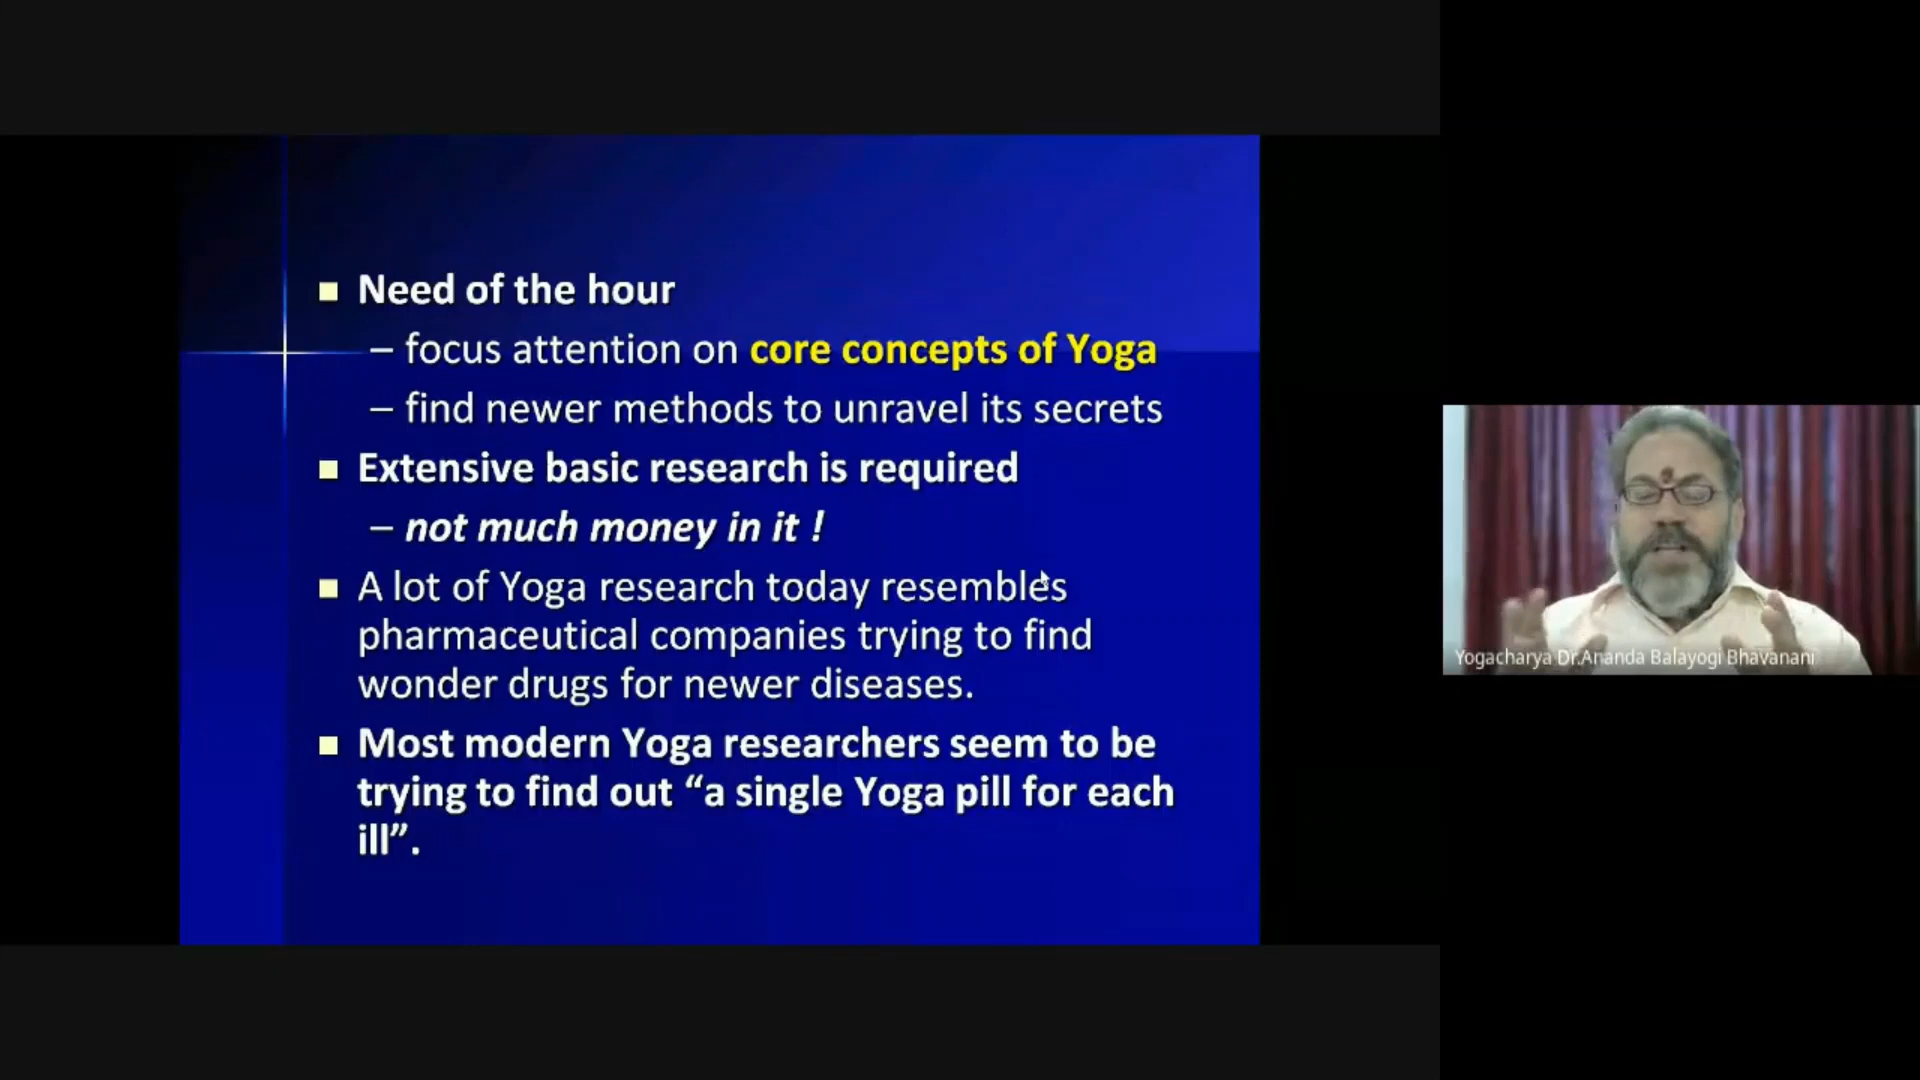 Need of the hour
– focus attention on core concepts of Yoga
– find newer methods to unravel its secrets
Extensive basic research is required
– not much money in it !
A lot of Yoga research today resembles
pharmaceutical companies trying to find
wonder drugs for newer diseases.
Most modern Yoga researchers seem to be
trying to find out “a single Yoga pill for each
ill”.
Yogacharya Dr.Ananda Balayogi Bhavanani